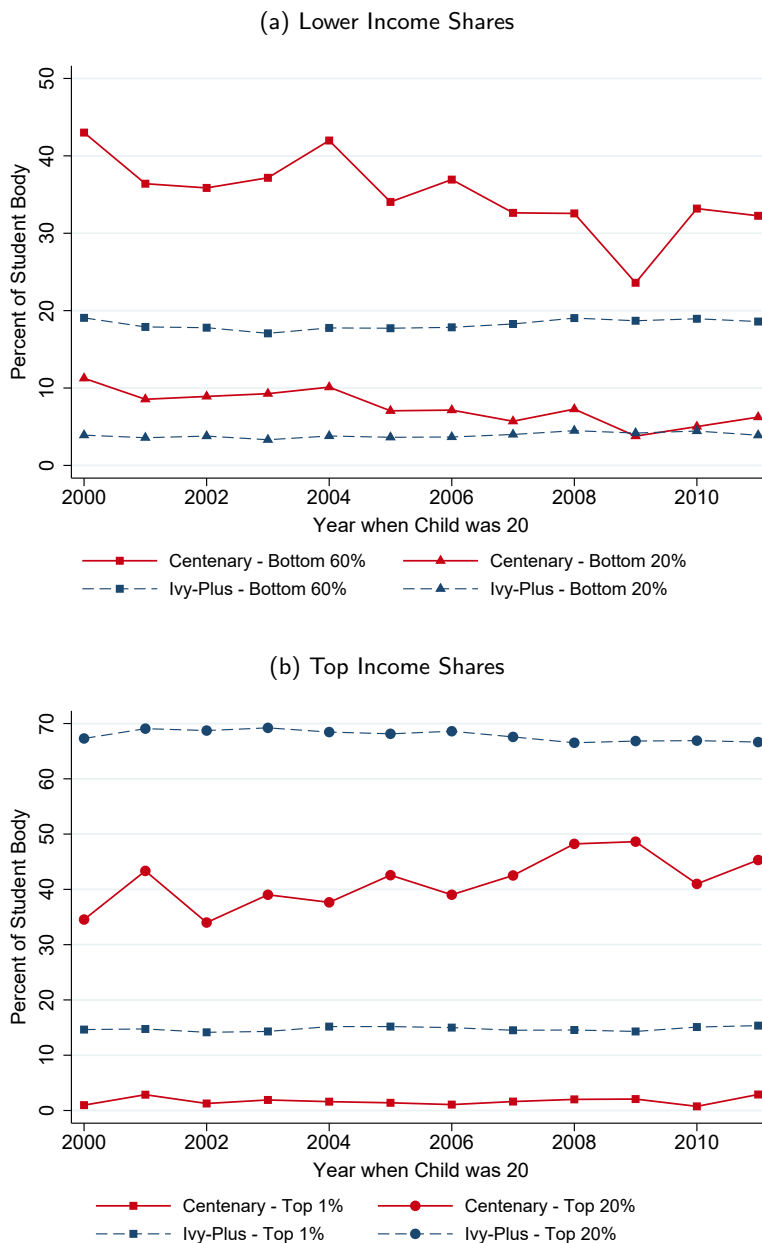 (a) Lower Income Shares
Percent of Student Body
50
40
30
20
10
0
2000 2002 2004 2006 2008 2010
Year when Child was 20
Centenary - Bottom 60% Centenary - Bottom 20%
Ivy-Plus - Bottom 60% Ivy-Plus - Bottom 20%
(b) Top Income Shares
Percent of Student Body
70
60
50
40
30
20
10
0
2000 2002 2004 2006 2008 2010
Year when Child was 20
Centenary - Top 1% Centenary - Top 20%
Ivy-Plus - Top 1% Ivy-Plus - Top 20%